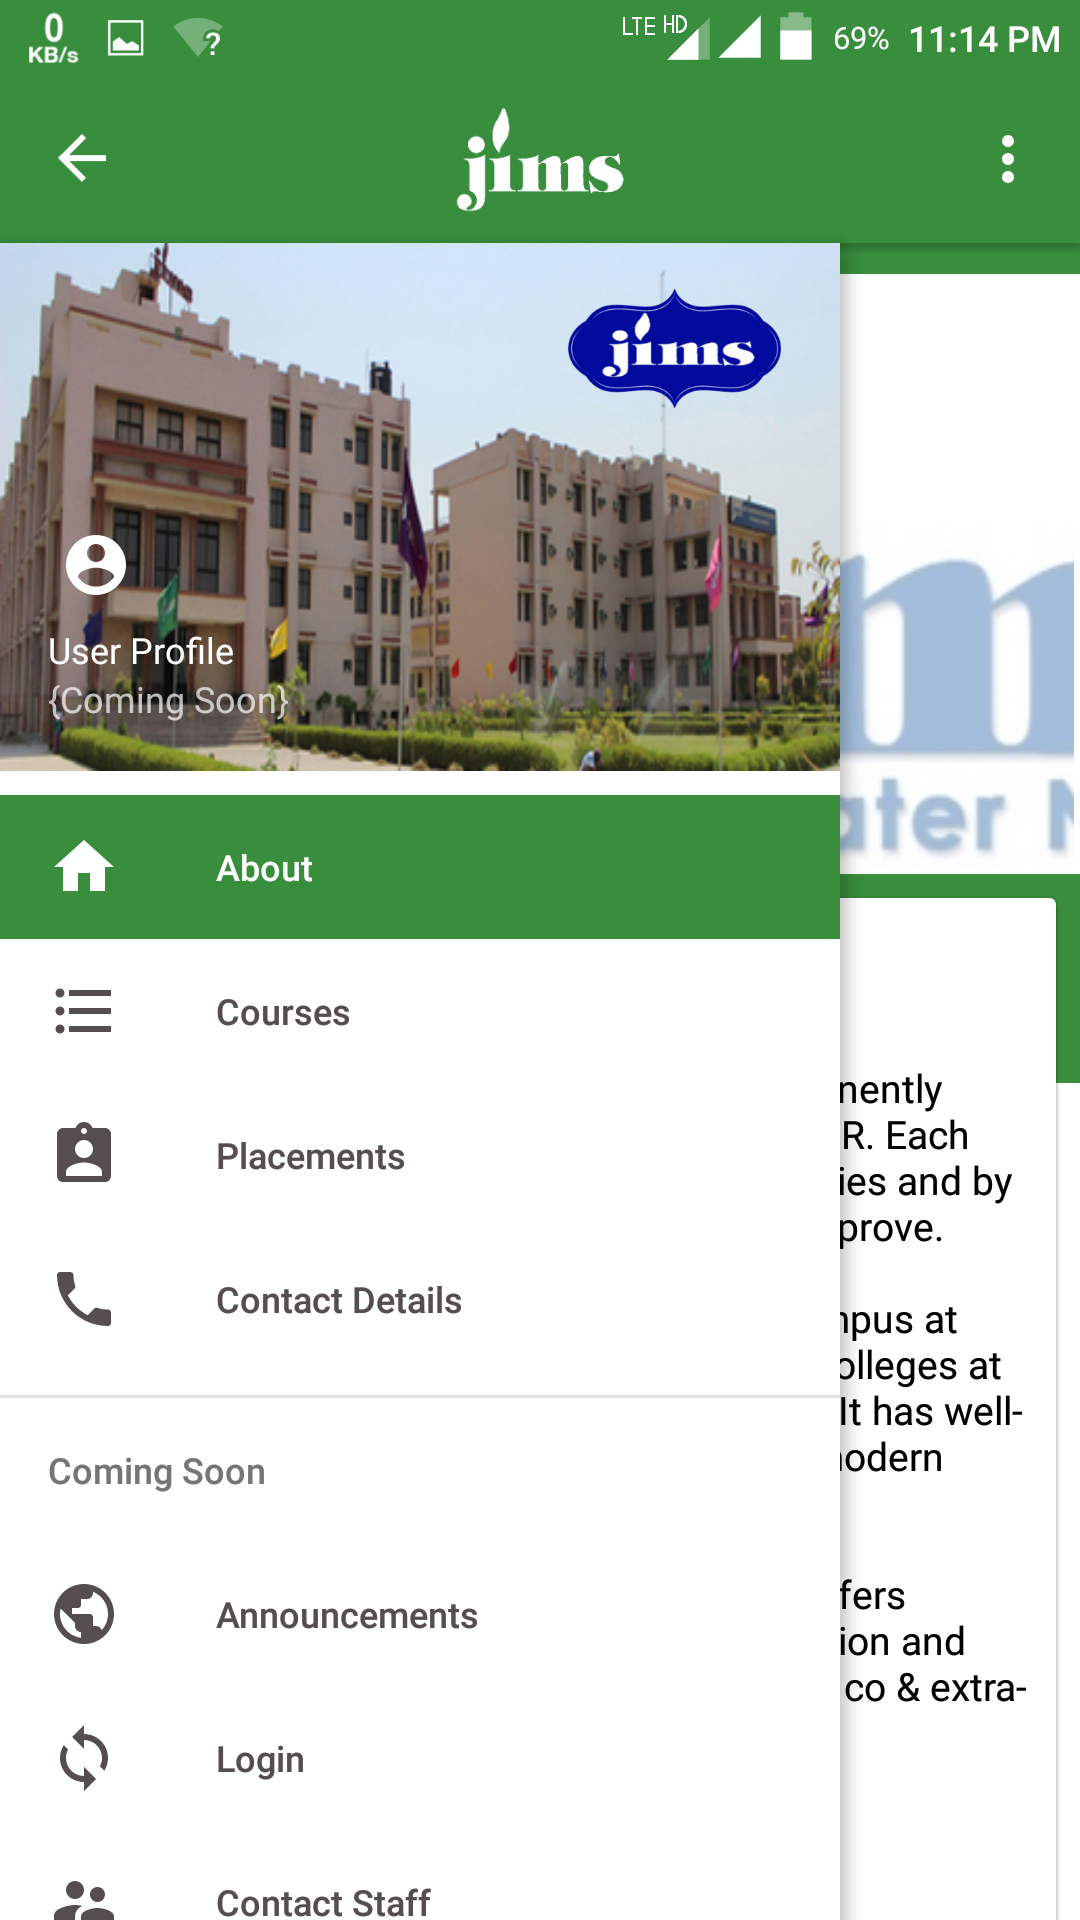 0
KB/s
?
LTE HD
69%
11:14 PM
jims
jims
User Profile
{Coming Soon}
ater
About
Courses
nently
R. Each
Placements
ies and by
prove.
Contact Details
npus at
olleges at
It has well-
odern
Coming Soon
fers
Announcements
ion and
co & extra-
Login
Contact Staff